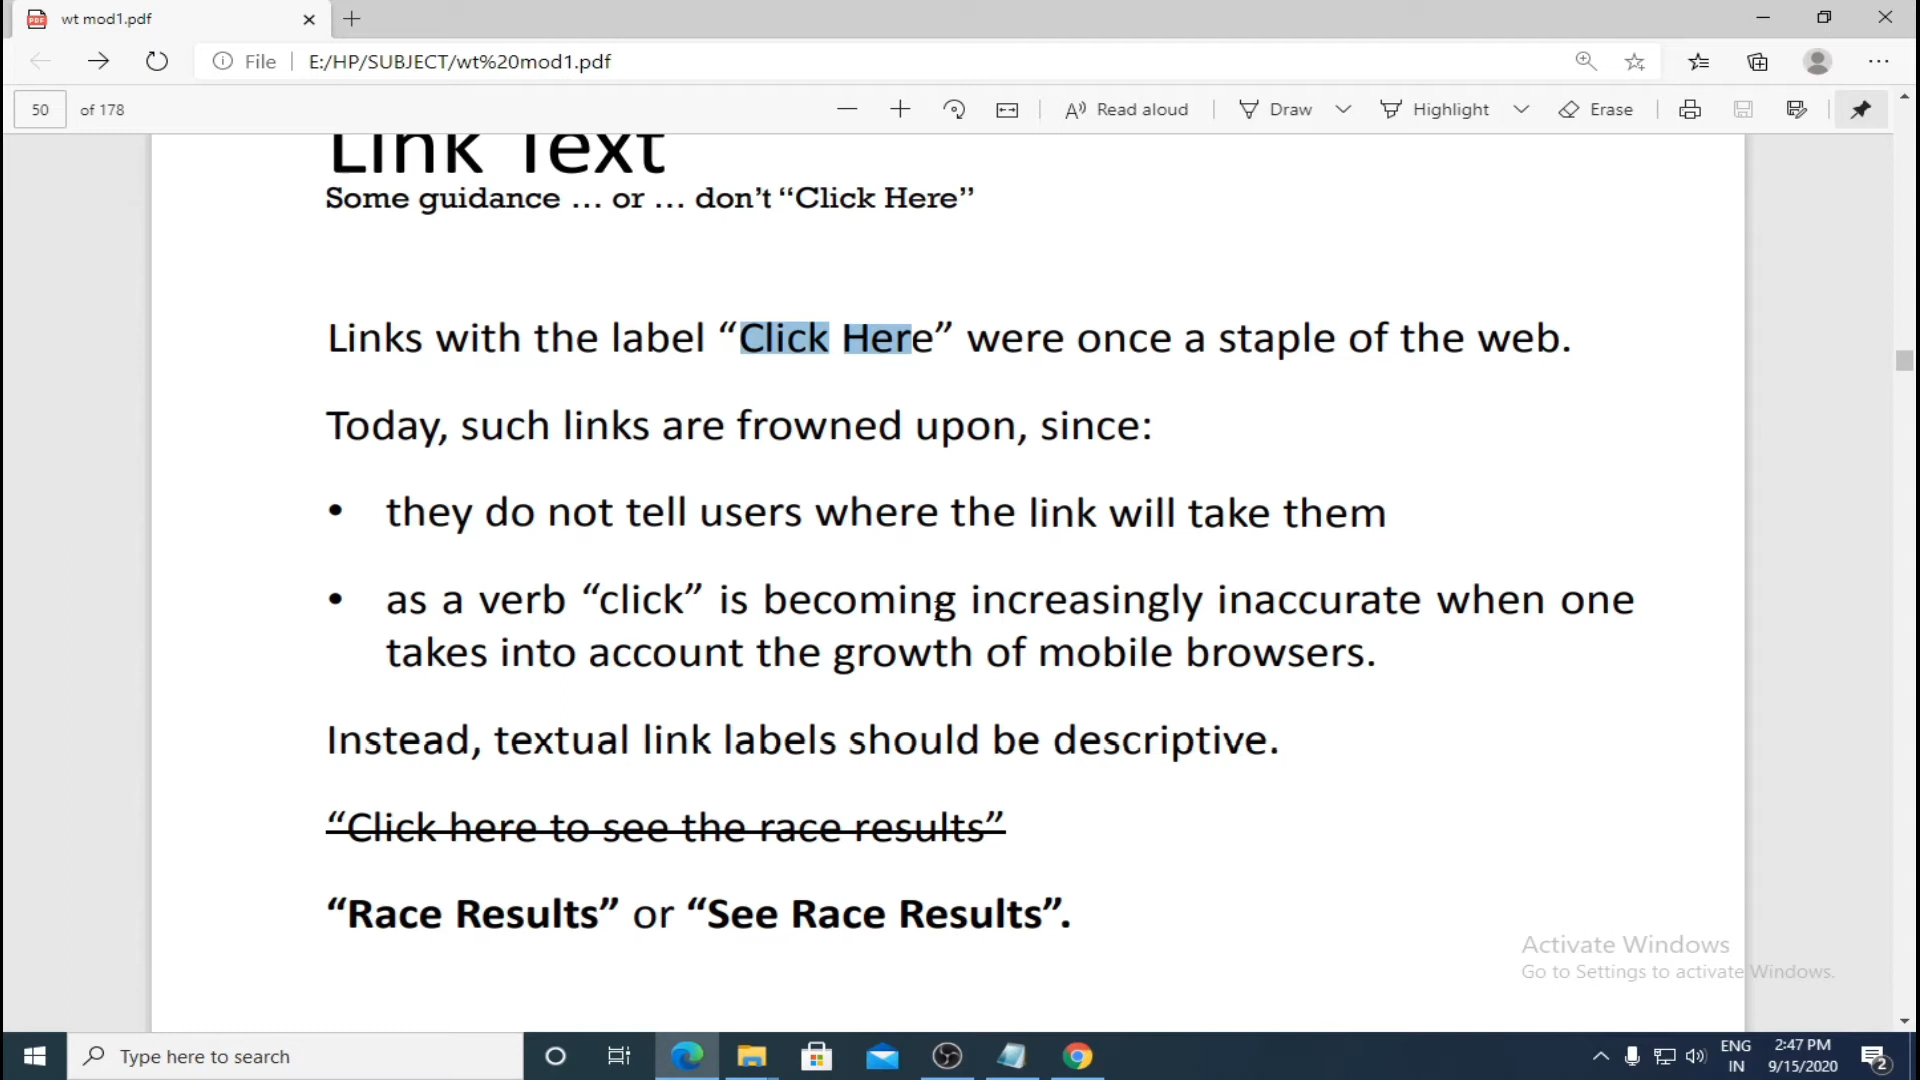 wt mod1.pdf
File
E:/HP/SUBJECT/wt%20mod1.pdf
50 of 178
Read aloud
Draw
Highlight
Erase
Link Text
Some guidance … or … don’t “Click Here”
Links with the label “Click Here” were once a staple of the web.
Today, such links are frowned upon, since:
• they do not tell users where the link will take them
• as a verb “click” is becoming increasingly inaccurate when one
takes into account the growth of mobile browsers.
Instead, textual link labels should be descriptive.
“Click here to see the race results”
“Race Results” or “See Race Results”.
Activate Windows
Go to Settings to activate Windows.
Type here to search
ENG
IN
2:47 PM
9/15/2020
2